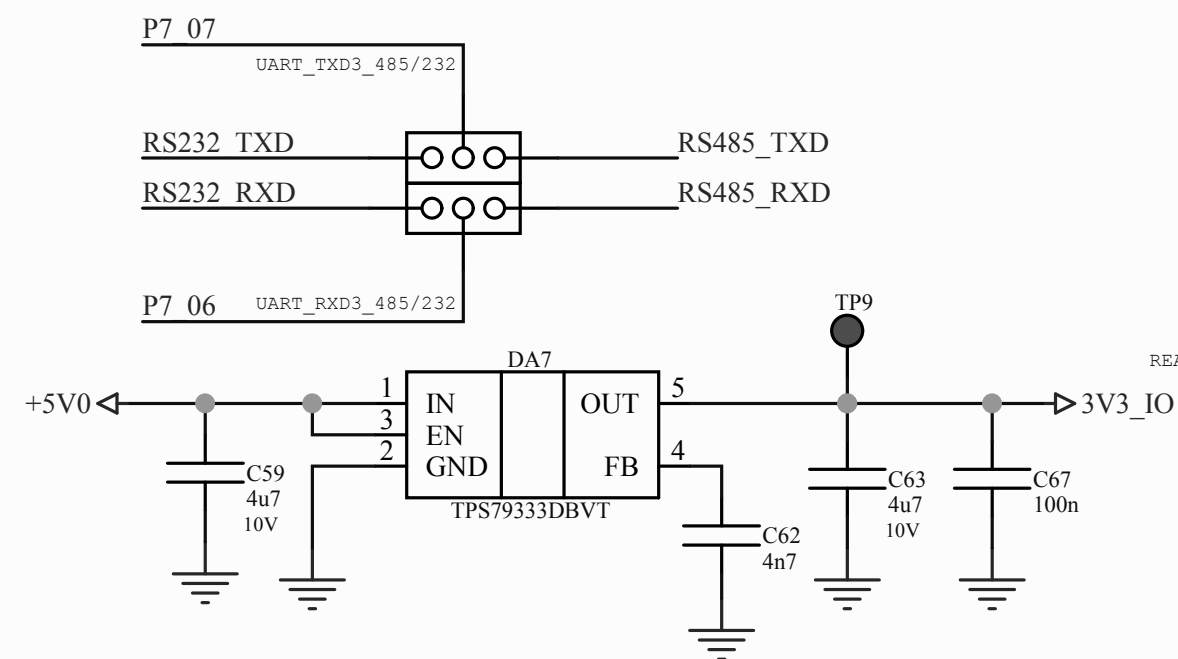 P7_07
UART_TXD3_485/232
RS232_TXD
RS485_TXD
RS232_RXD
RS485_RXD
P7_06
UART_RXD3_485/232
TP9
DA7
REA
+5V0
1
IN
OUT
5
3V3_IO
3
EN
2
GND
FB
4
C59
4u7
10V
TPS79333DBVT
C62
4n7
C63
4u7
10V
C67
100n